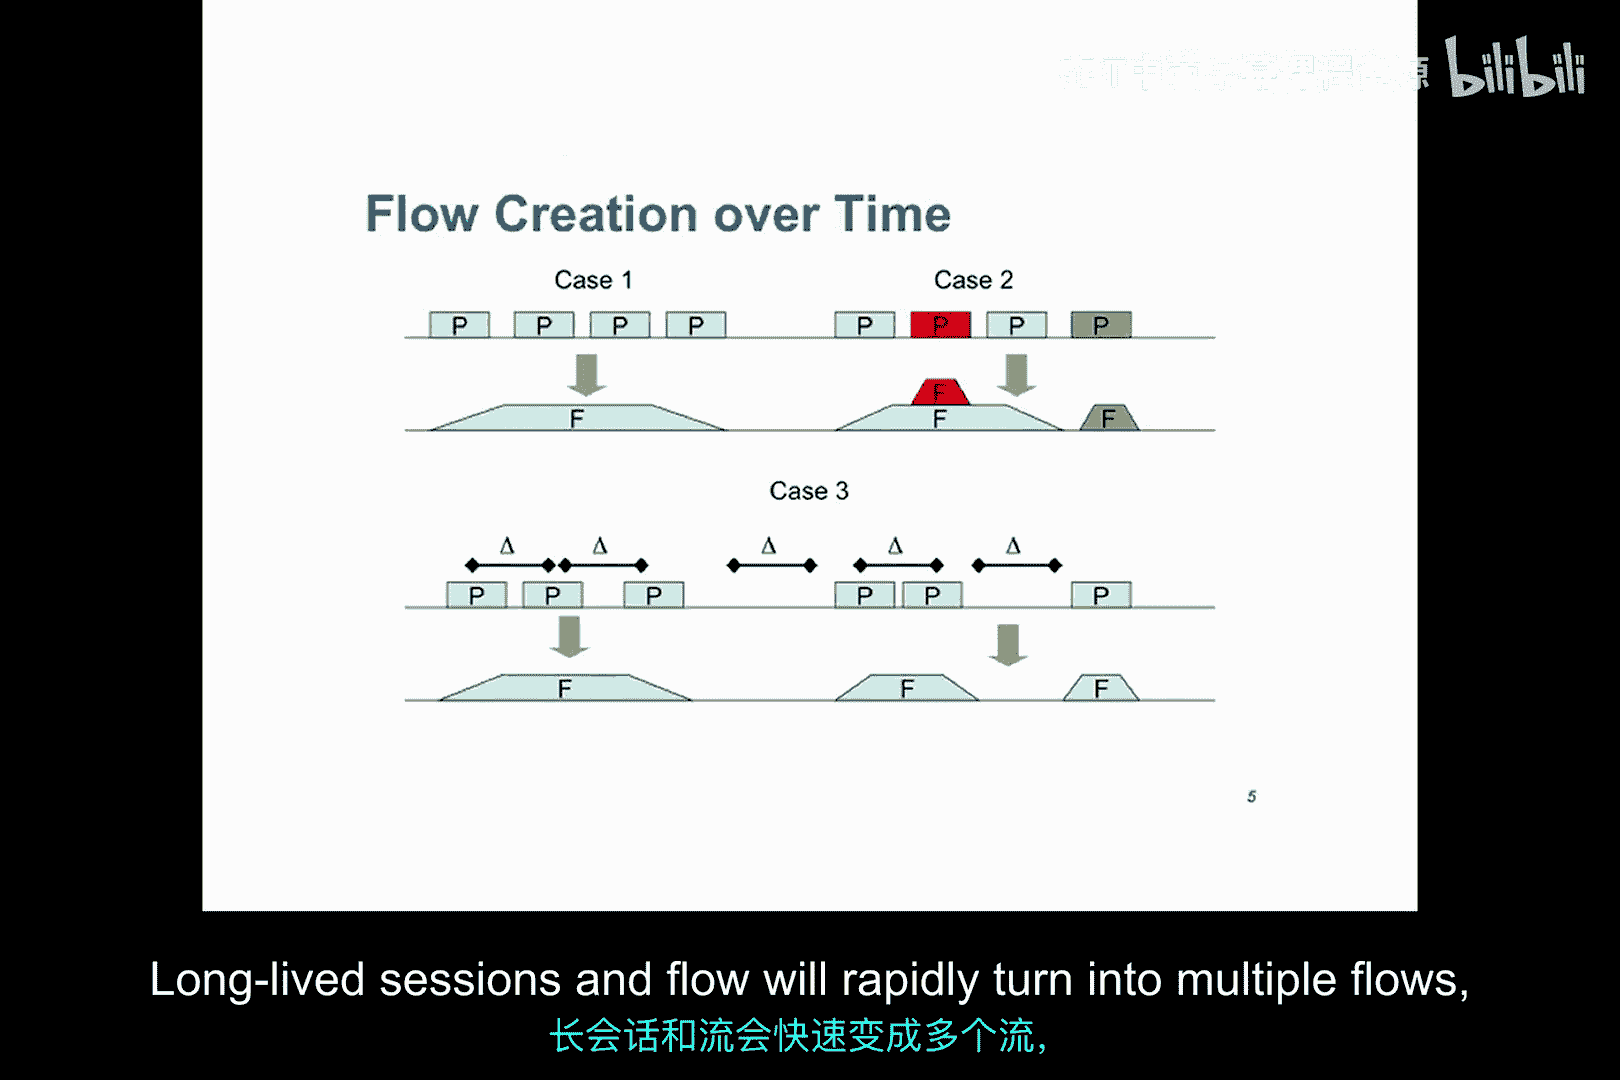 bilibili
Flow Creation over Time
Case 1
Case 2
P P P P P P P P
F
F F F
Case 3
Δ Δ Δ Δ Δ
P P P P P P
F F F
5
Long-lived sessions and flow will rapidly turn into multiple flows,
长会话和流会快速变成多个流,